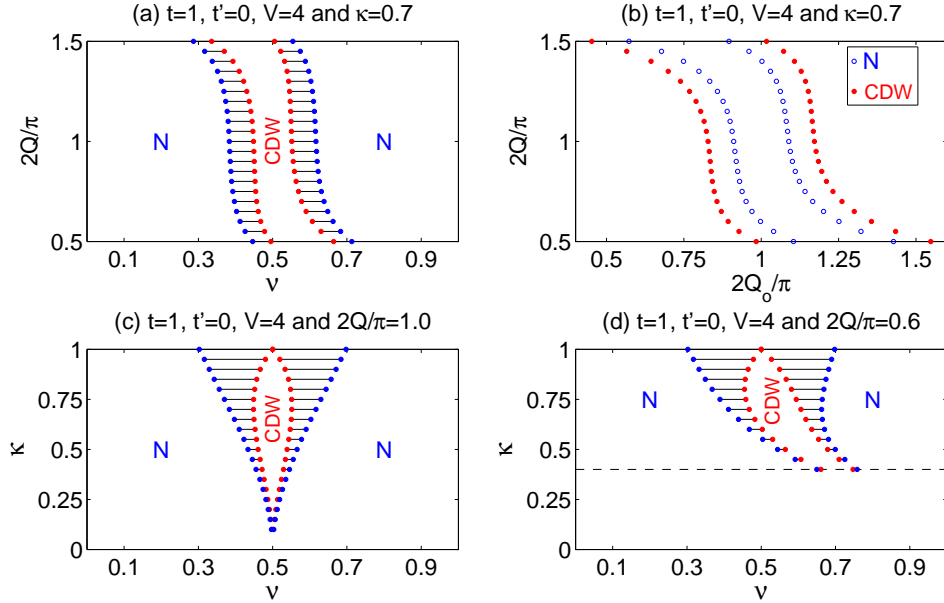 (a) t=1, t'=0, V=4 and κ=0.7
1.5
1
0.5
2Q/π
N
CDW
N
0.1 0.3 0.5 0.7 0.9
ν
(b) t=1, t'=0, V=4 and κ=0.7
1.5
1
0.5
2Q/π
N
CDW
0.5 0.75 1 1.25 1.5
2Qo/π
(c) t=1, t'=0, V=4 and 2Q/π=1.0
1
0.75
0.5
0.25
0
κ
N
CDW
N
0.1 0.3 0.5 0.7 0.9
ν
(d) t=1, t'=0, V=4 and 2Q/π=0.6
1
0.75
0.5
0.25
0
κ
N
CDW
N
0.1 0.3 0.5 0.7 0.9
ν